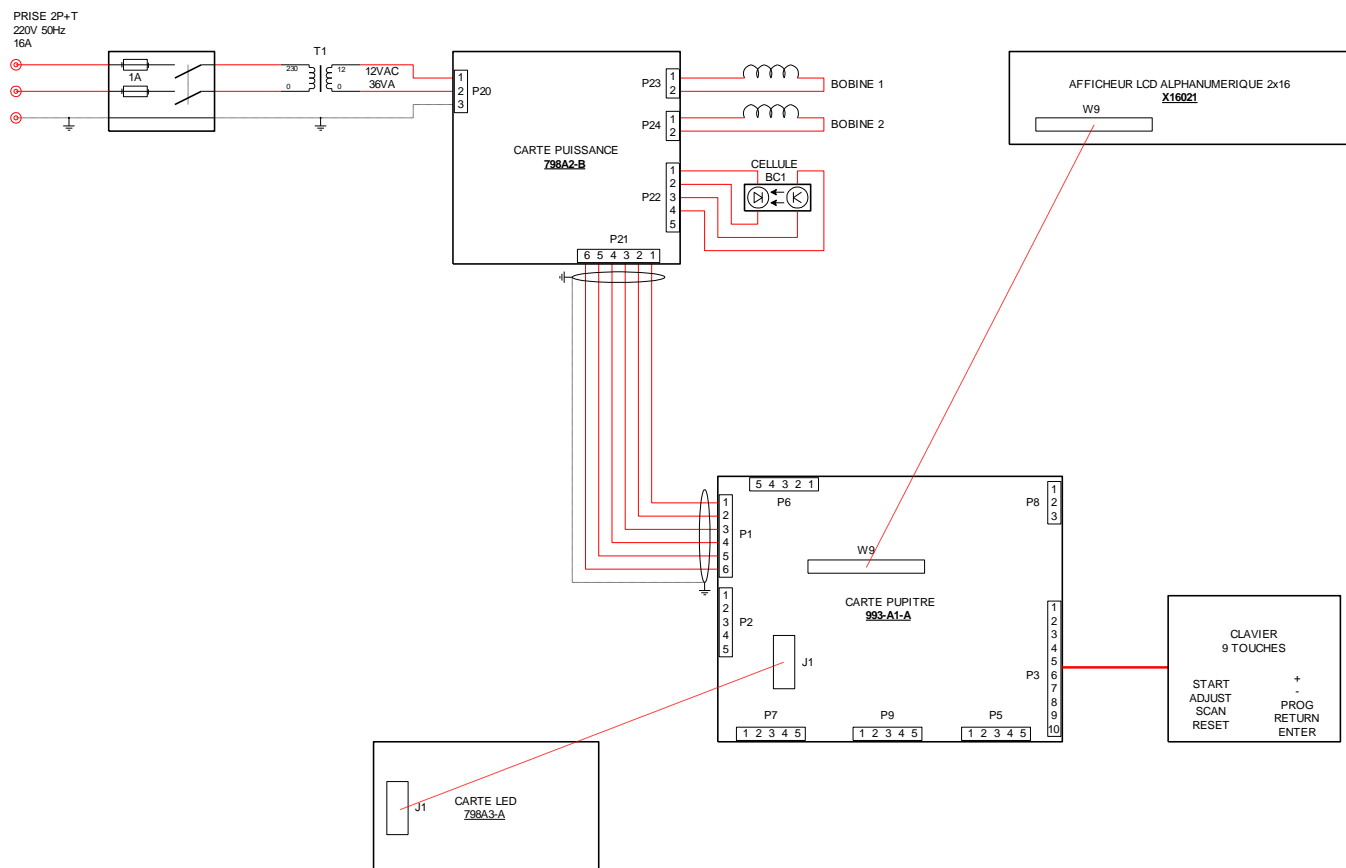 PRISE 2P+T
220V 50Hz
16A
1A
T1
230
0
12
0
12VAC
36VA
1
2
3
P20
CARTE PUISSANCE
798A2-B
P23
1
2
BOBINE 1
P24
1
2
BOBINE 2
CELLULE
BC1
P22
1
2
3
4
5
P21
6 5 4 3 2 1
AFFICHEUR LCD ALPHANUMERIQUE 2x16
X16021
W9
5 4 3 2 1
P6
P8
1
2
3
1
2
3
4
5
6
P1
W9
CARTE PUPITRE
993-A1-A
1
2
3
4
5
P2
J1
P3
1
2
3
4
5
6
7
8
9
10
P7
1 2 3 4 5
P9
1 2 3 4 5
P5
1 2 3 4 5
CLAVIER
9 TOUCHES
START
ADJUST
SCAN
RESET
+
-
PROG
RETURN
ENTER
J1
CARTE LED
798A3-A